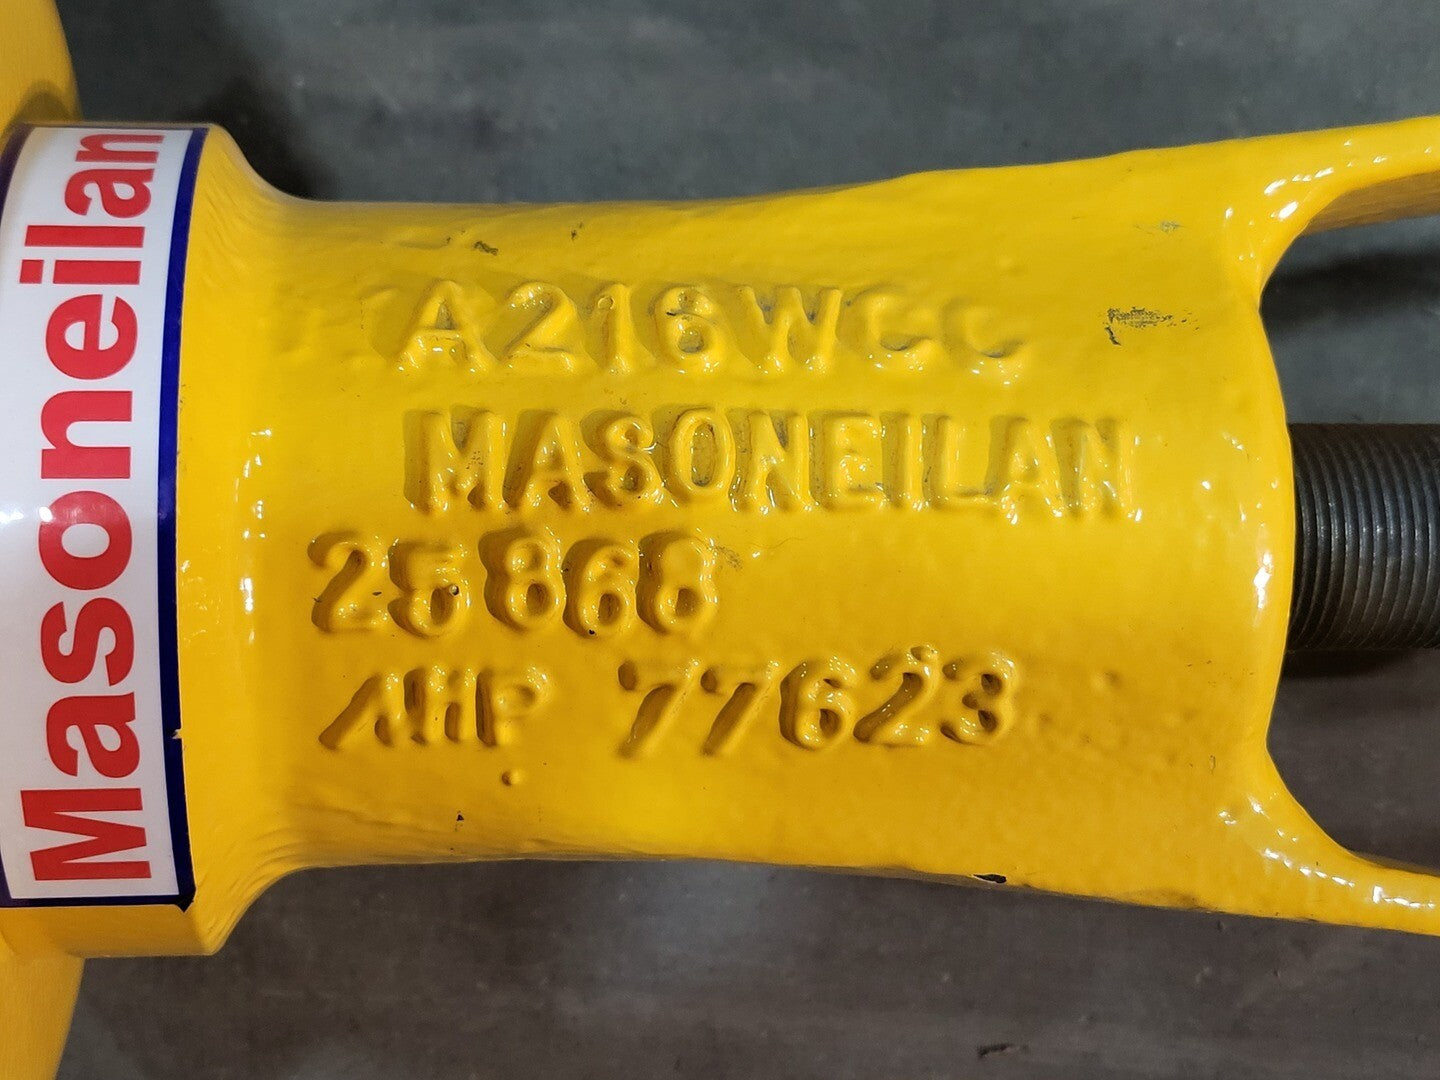 Masoneilan
A216WCC
MASONEILAN
25868
AHP 77623